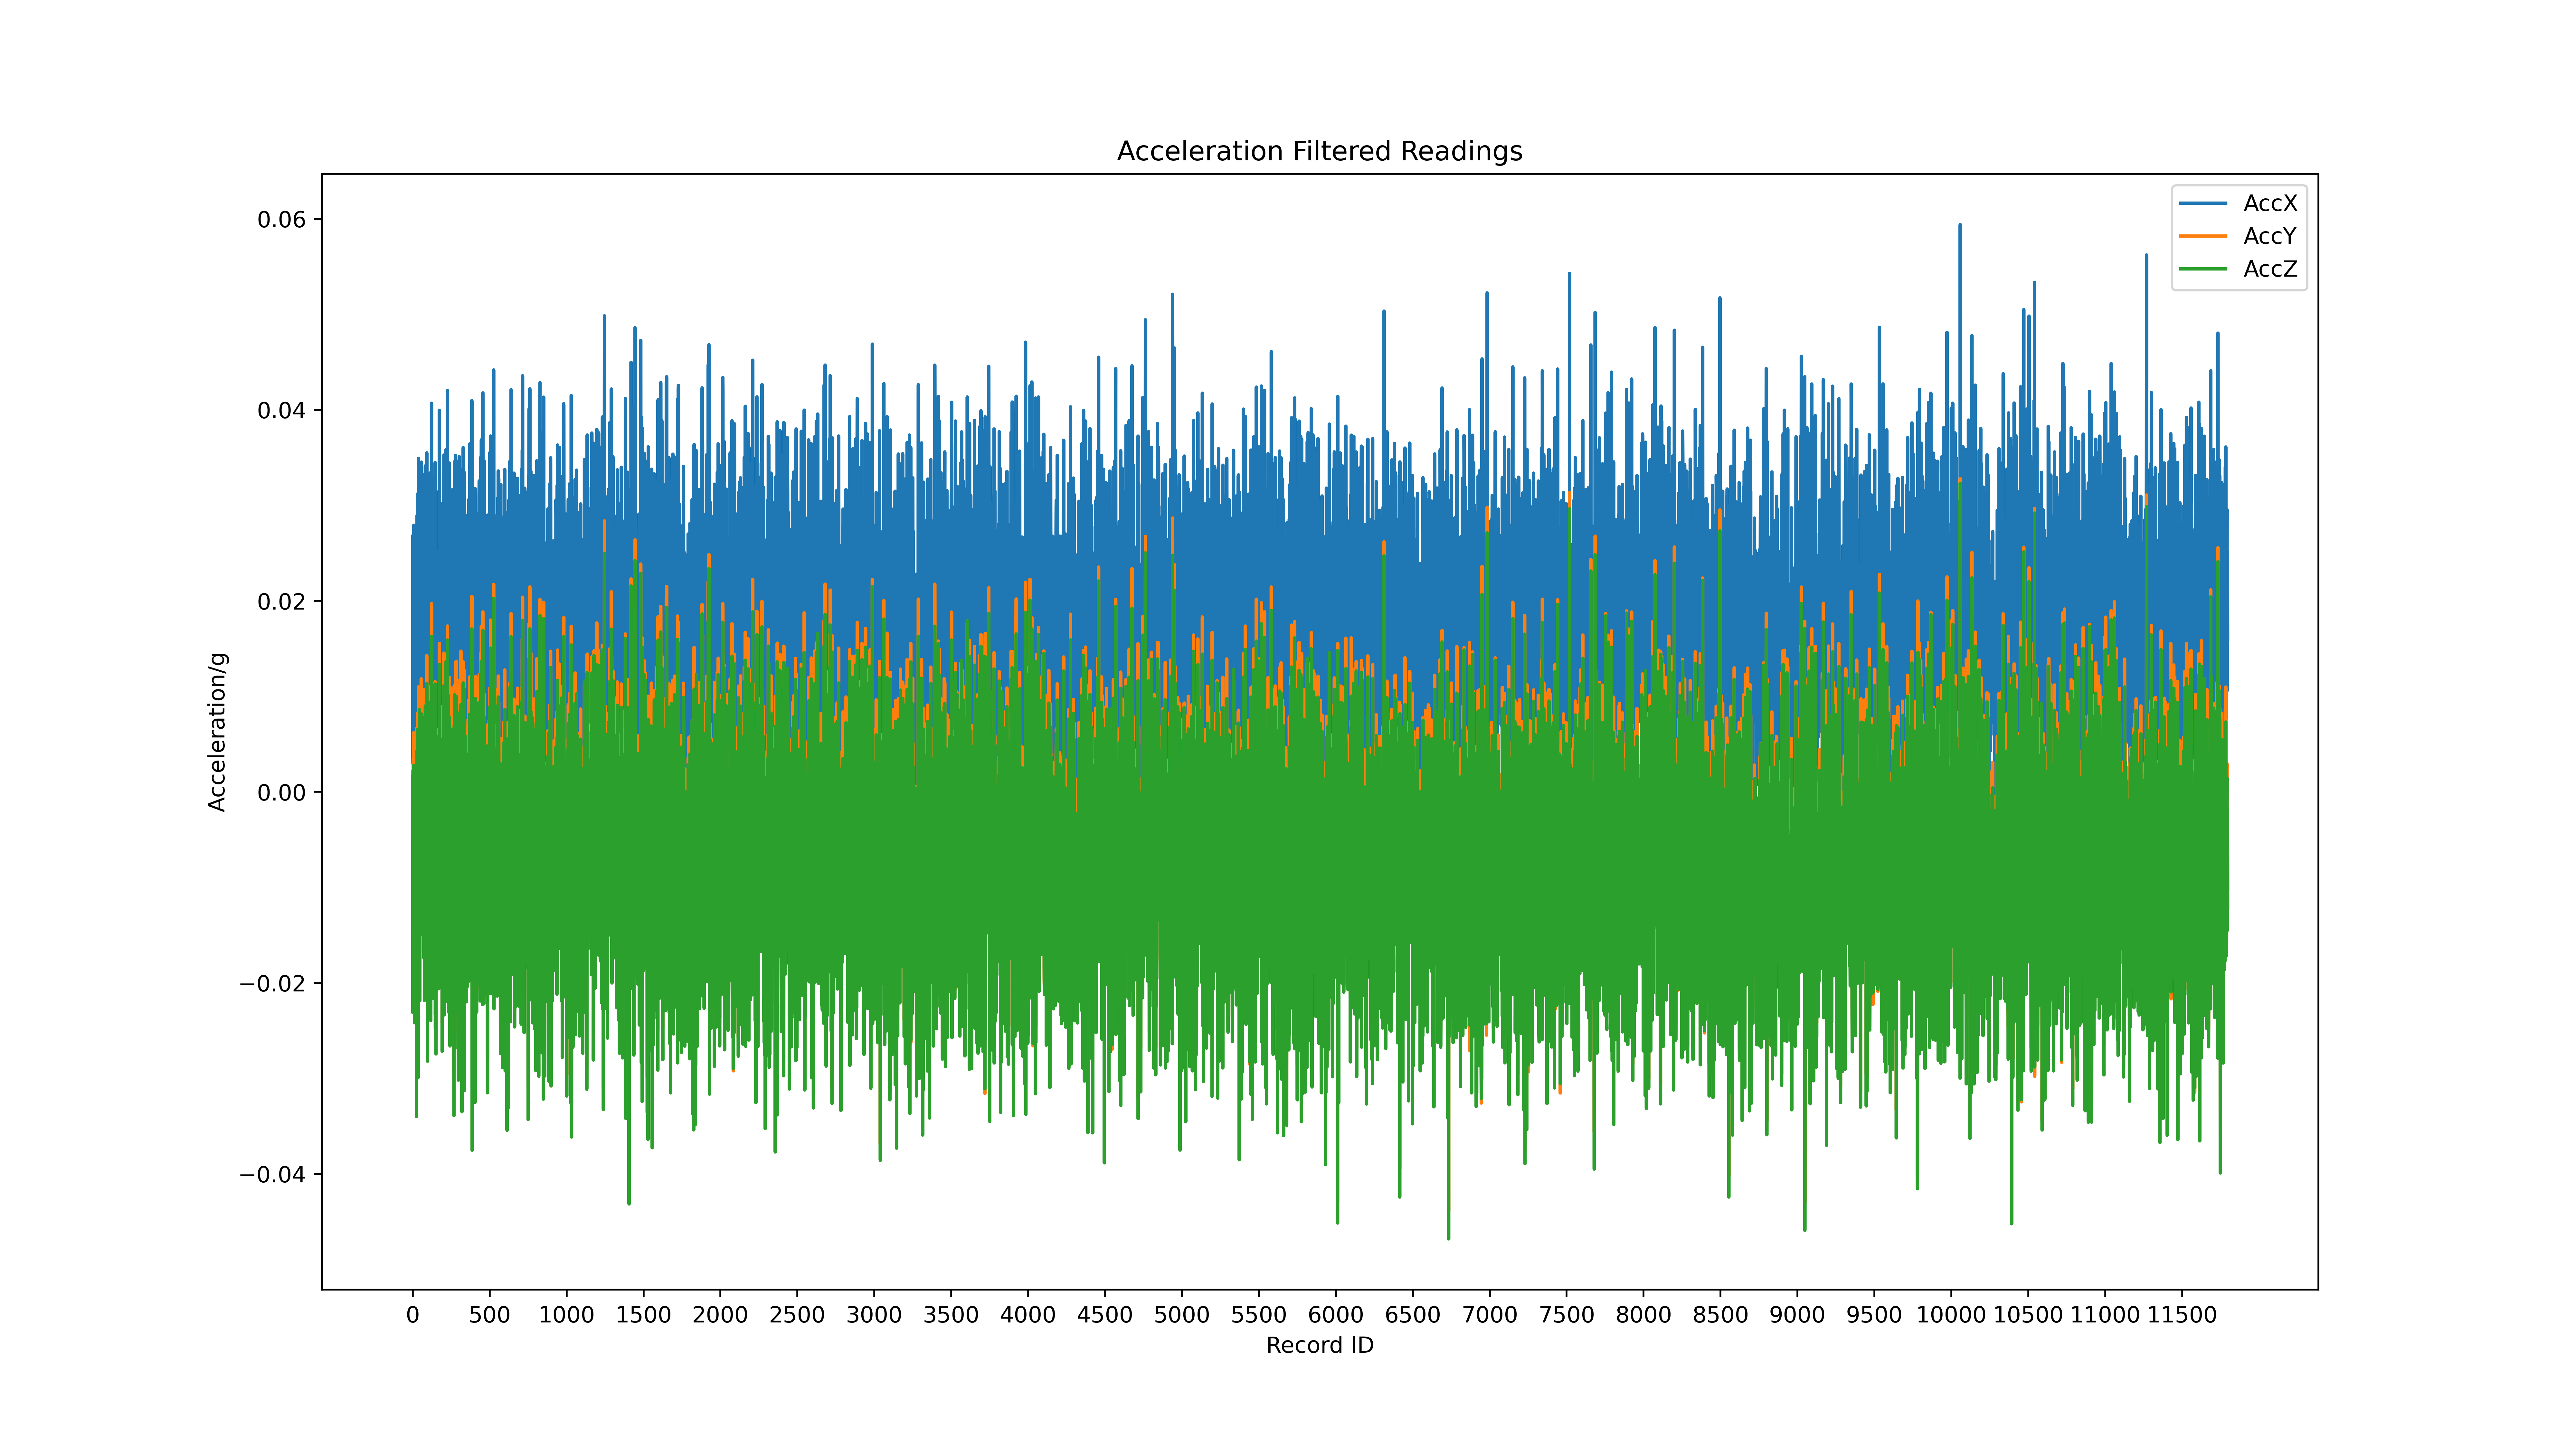 Acceleration Filtered Readings
AccX
AccY
AccZ
0.06
0.04
0.02
0.00
−0.02
−0.04
Acceleration/g
0 500 1000 1500 2000 2500 3000 3500 4000 4500 5000 5500 6000 6500 7000 7500 8000 8500 9000 9500 10000 10500 11000 11500
Record ID